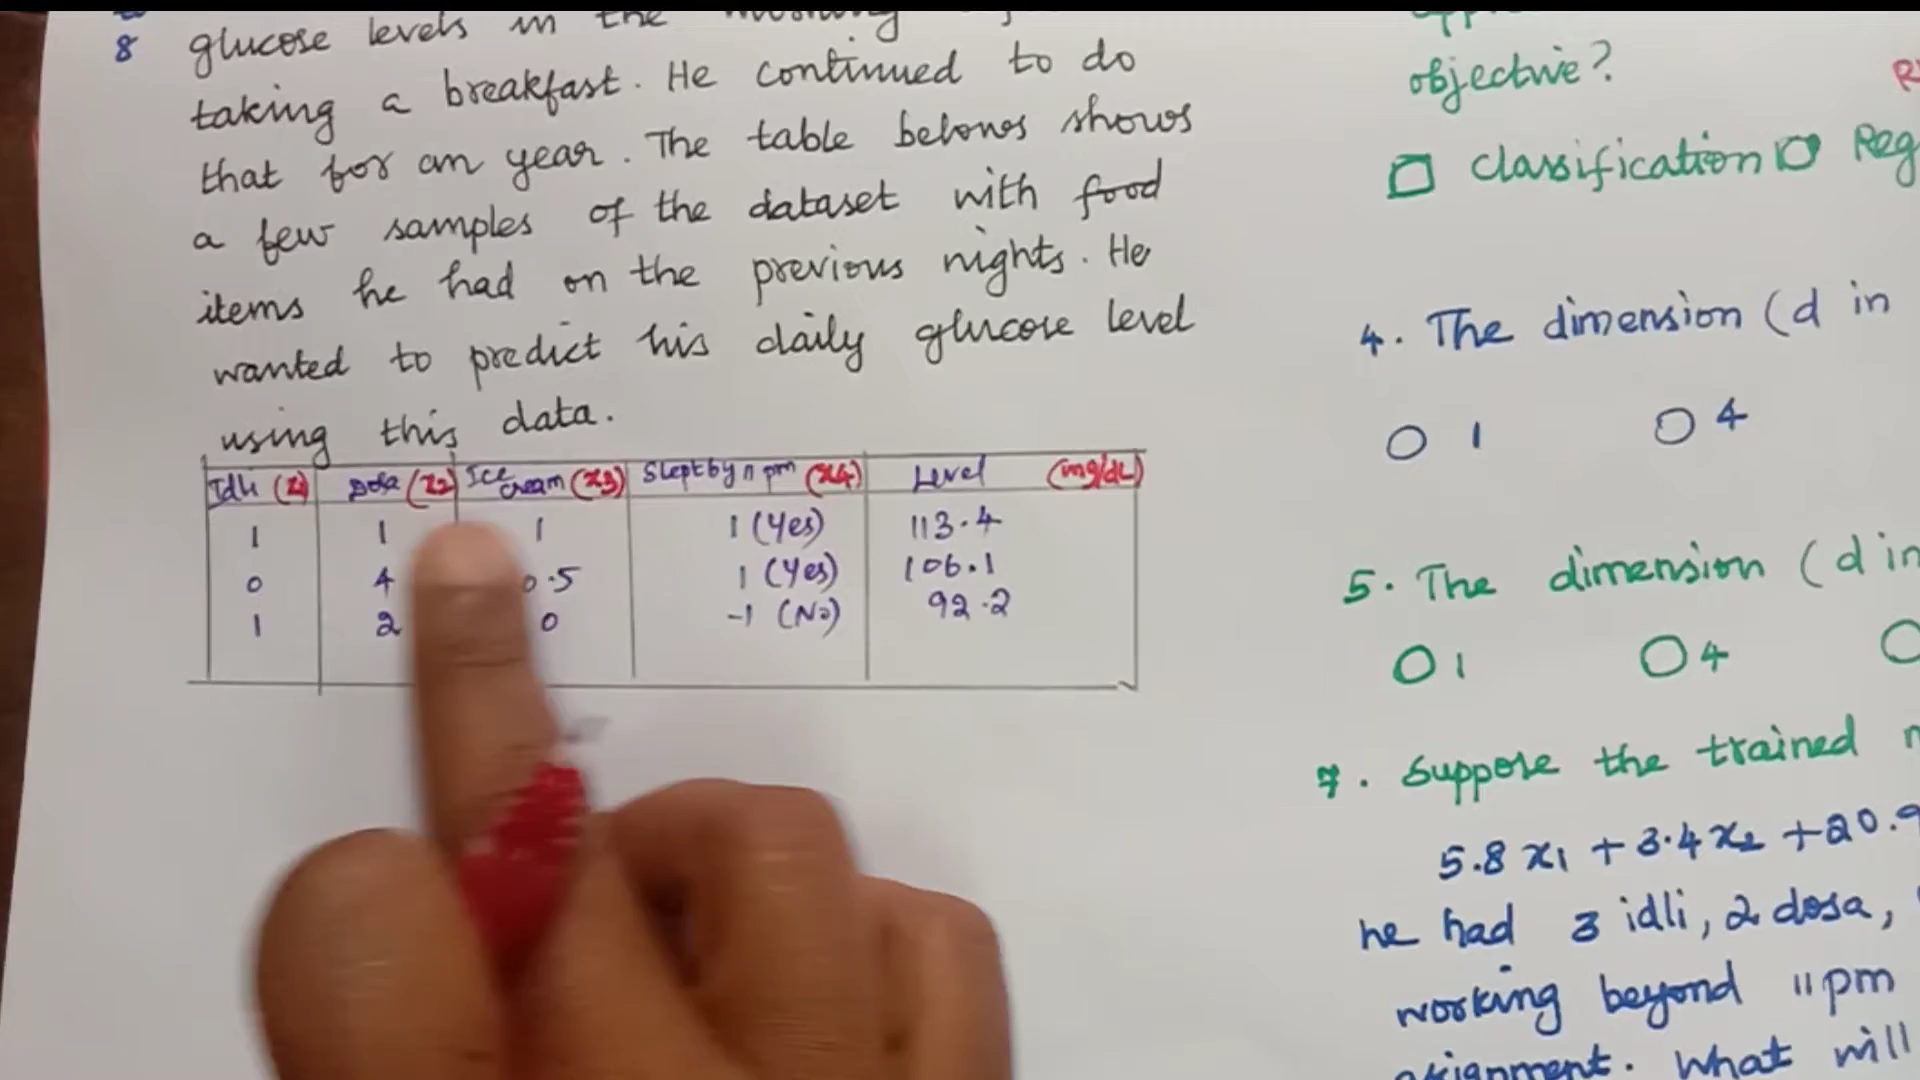 8 glucose levels in the
taking a breakfast. He continued to do
that for an year. The table belows shows
a few samples of the dataset with food
items he had on the previous nights. He
wanted to predict his daily glucose level
using this data.
Idli (x1) Dosa (x2) Ice cream (x3) Slept by 11 pm (x4) Level (mg/dL)
1 1 1 1 (Yes) 113.4
0 4 0.5 1 (Yes) 106.1
1 2 0 -1 (No) 92.2
objective?
Classification Reg
4. The dimension (d in
1 4
5. The dimension (d in
1 4
7. Suppose the trained
5.8 x1 + 3.4 x2 + 20.9
he had 3 idli, 2 dosa,
working beyond 11 pm
assignment. What will